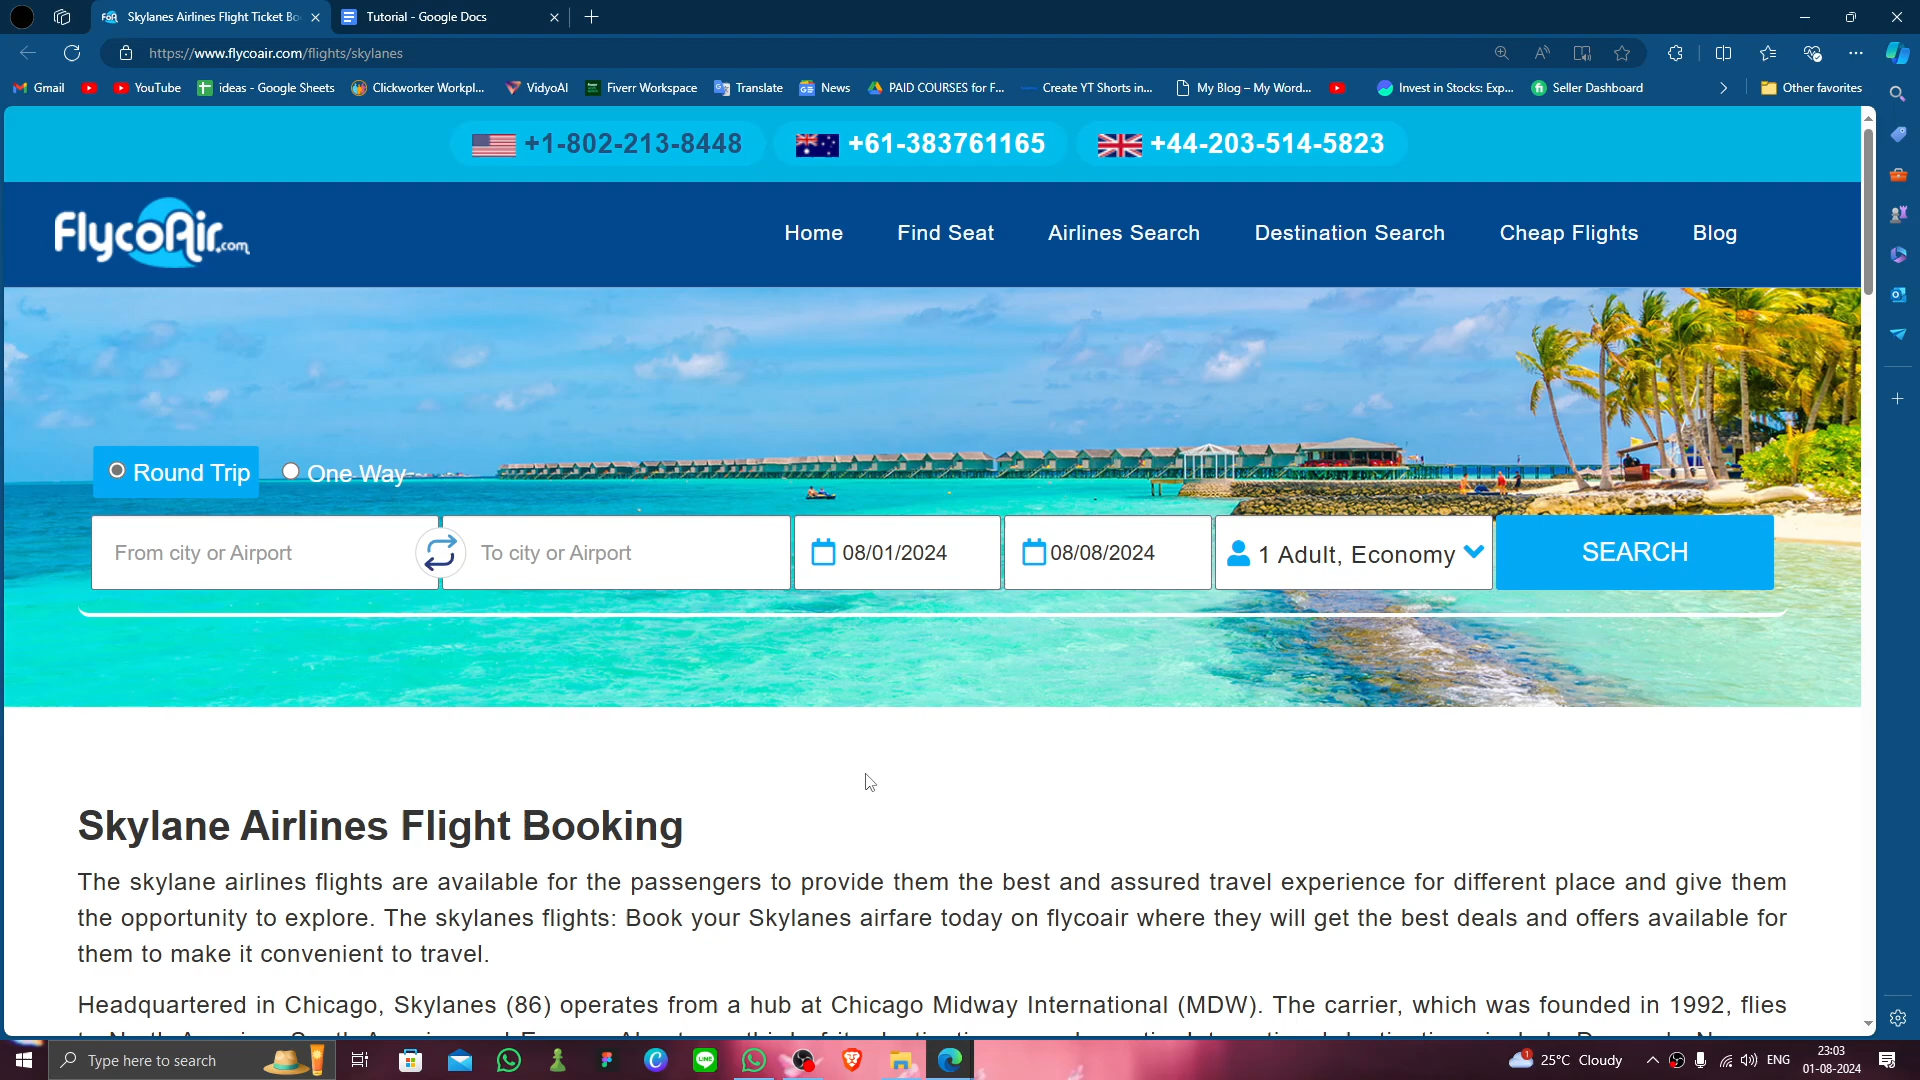 Skylanes Airlines Flight Ticket Bo
Tutorial - Google Docs
https://www.flycoair.com/flights/skylanes
Gmail
YouTube
ideas - Google Sheets
Clickworker Workpl...
VidyoAI
Fiverr Workspace
Translate
News
PAID COURSES for F...
Create YT Shorts in...
My Blog – My Word...
Invest in Stocks: Exp...
Seller Dashboard
Other favorites
+1-802-213-8448
+61-383761165
+44-203-514-5823
FlycoAir.com
Home
Find Seat
Airlines Search
Destination Search
Cheap Flights
Blog
Round Trip
One Way
From city or Airport
To city or Airport
08/01/2024
08/08/2024
1 Adult, Economy
SEARCH
Skylane Airlines Flight Booking
The skylane airlines flights are available for the passengers to provide them the best and assured travel experience for different place and give them
the opportunity to explore. The skylanes flights: Book your Skylanes airfare today on flycoair where they will get the best deals and offers available for
them to make it convenient to travel.
Headquartered in Chicago, Skylanes (86) operates from a hub at Chicago Midway International (MDW). The carrier, which was founded in 1992, flies
Type here to search
25°C Cloudy
ENG
23:03
01-08-2024